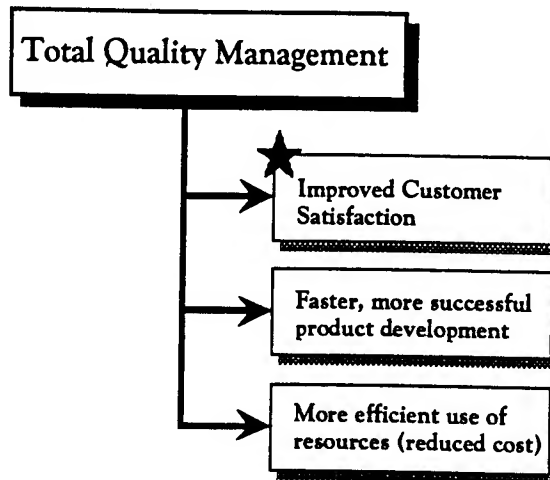 Total Quality Management
Improved Customer
Satisfaction
Faster, more successful
product development
More efficient use of
resources (reduced cost)